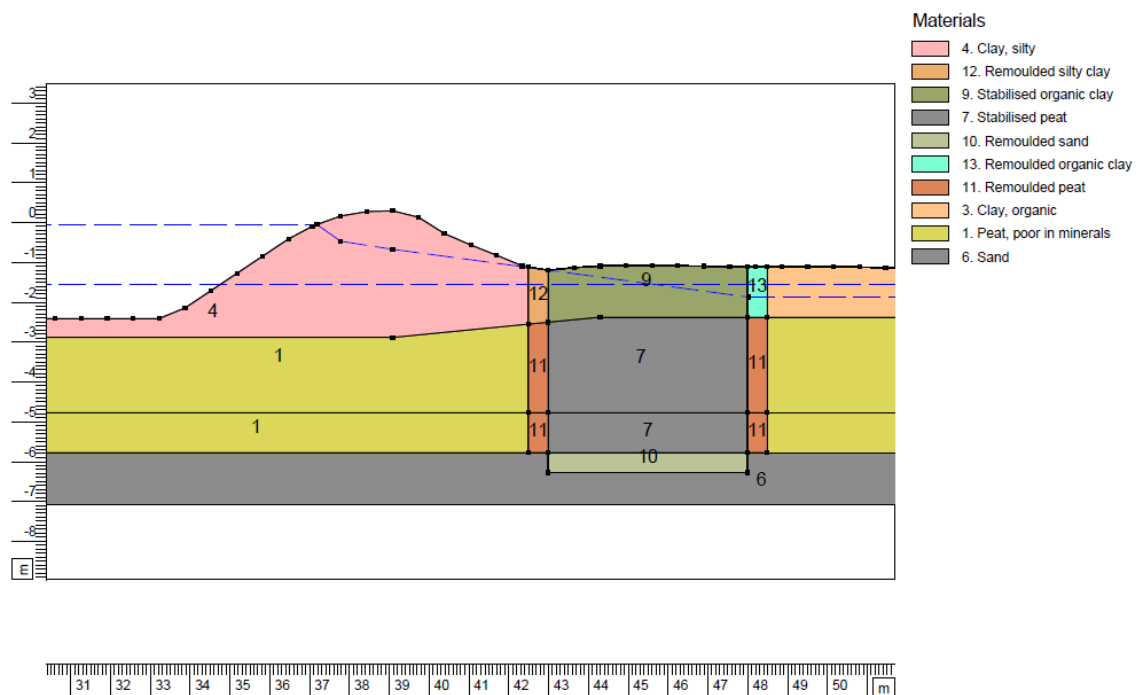 Materials
4. Clay, silty
12. Remoulded silty clay
9. Stabilised organic clay
7. Stabilised peat
10. Remoulded sand
13. Remoulded organic clay
11. Remoulded peat
3. Clay, organic
1. Peat, poor in minerals
6. Sand
3
2
1
0
-1
-2
-3
-4
-5
-6
-7
-8
m
12
9
13
4
1
11
7
11
1
11
7
11
10
6
31 32 33 34 35 36 37 38 39 40 41 42 43 44 45 46 47 48 49 50 m